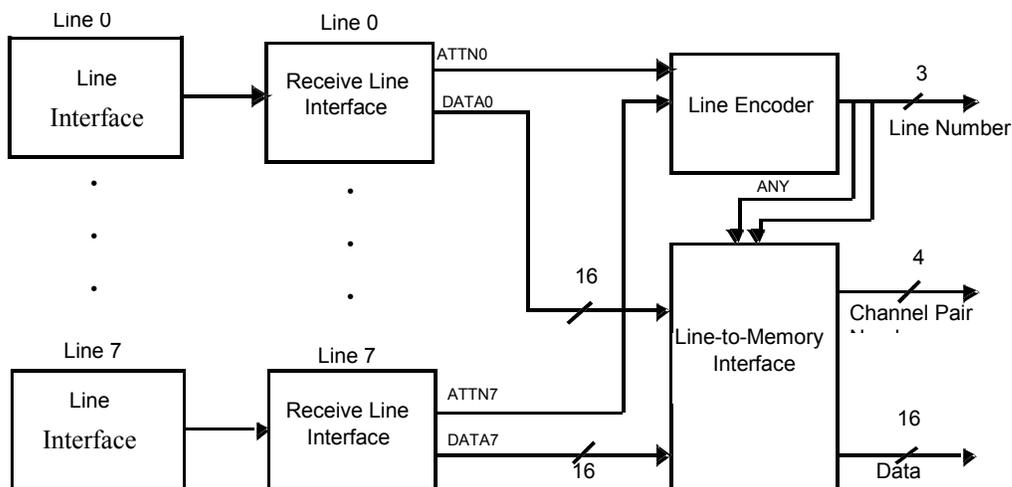 Line 0
Line 0
Line
Interface
Receive Line
Interface
ATTN0
DATA0
Line Encoder
3
Line Number
ANY
16
4
Channel Pair
Line-to-Memory
Interface
Line 7
Line 7
Line
Interface
Receive Line
Interface
ATTN7
DATA7
16
16
Data